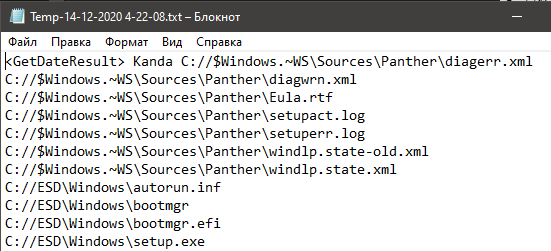 Temp-14-12-2020 4-22-08.txt – Блокнот
Файл Правка Формат Вид Справка
<GetDateResult> Kanda C://$Windows.~WS\Sources\Panther\diagerr.xml
C://$Windows.~WS\Sources\Panther\diagwrn.xml
C://$Windows.~WS\Sources\Panther\Eula.rtf
C://$Windows.~WS\Sources\Panther\setupact.log
C://$Windows.~WS\Sources\Panther\setuperr.log
C://$Windows.~WS\Sources\Panther\windlp.state-old.xml
C://$Windows.~WS\Sources\Panther\windlp.state.xml
C://ESD\Windows\autorun.inf
C://ESD\Windows\bootmgr
C://ESD\Windows\bootmgr.efi
C://ESD\Windows\setup.exe